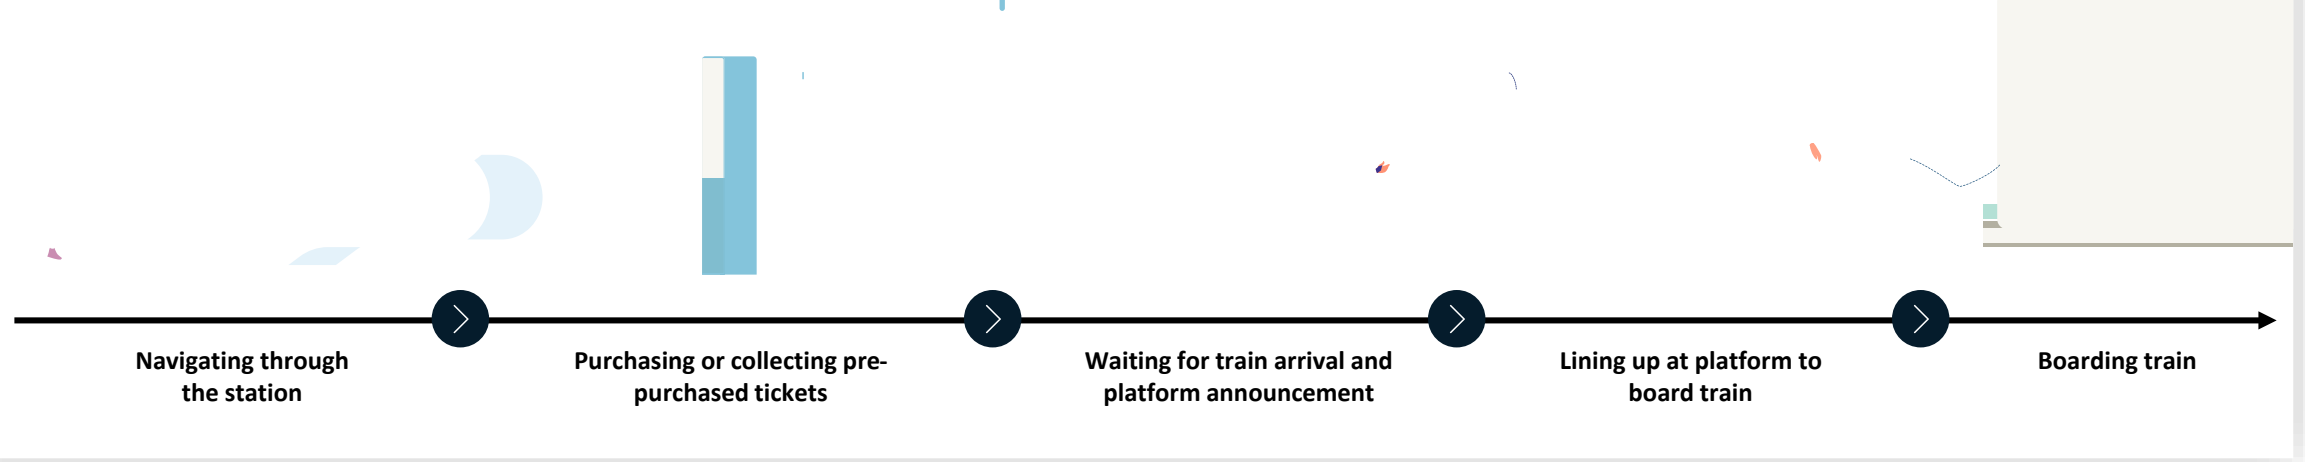 Navigating through
the station
Purchasing or collecting pre-
purchased tickets
Waiting for train arrival and
platform announcement
Lining up at platform to
board train
Boarding train